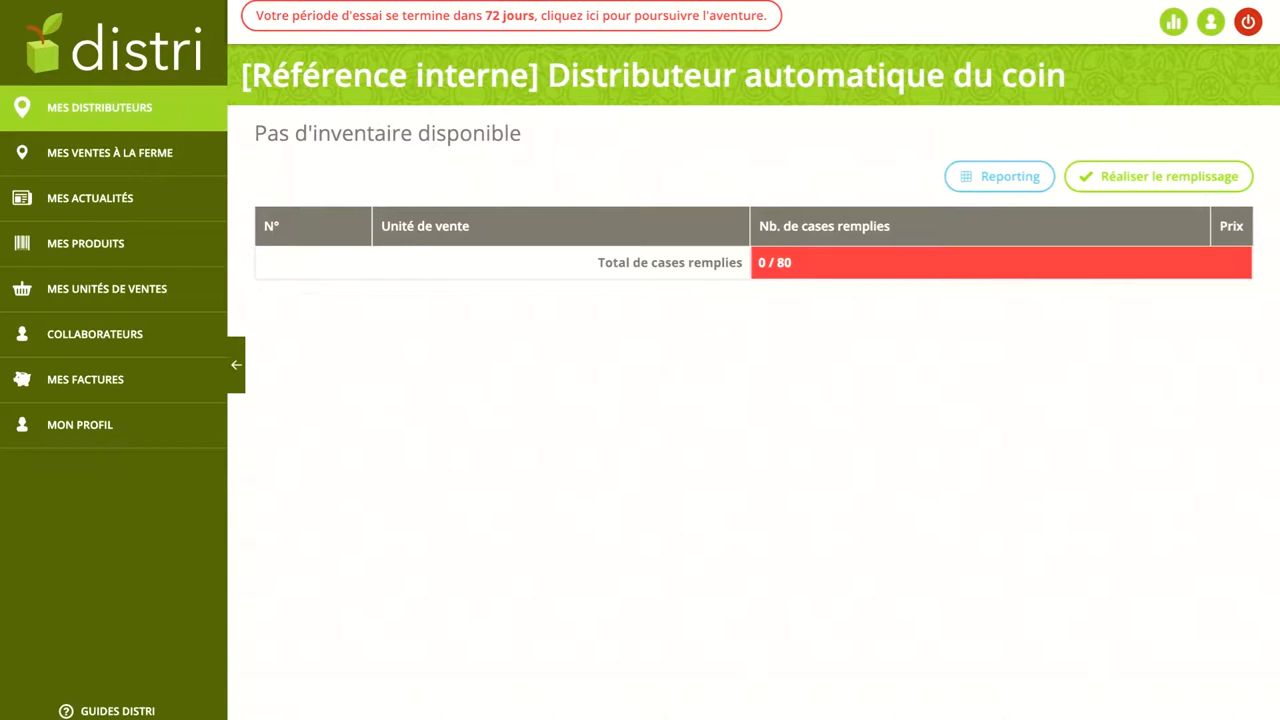 Votre période d'essai se termine dans 72 jours, cliquez ici pour poursuivre l'aventure.
distri
[Référence interne] Distributeur automatique du coin
MES DISTRIBUTEURS
MES VENTES À LA FERME
MES ACTUALITÉS
MES PRODUITS
MES UNITÉS DE VENTES
COLLABORATEURS
MES FACTURES
MON PROFIL
GUIDES DISTRI
Pas d'inventaire disponible
Reporting
Réaliser le remplissage
N° Unité de vente Nb. de cases remplies Prix
Total de cases remplies 0 / 80